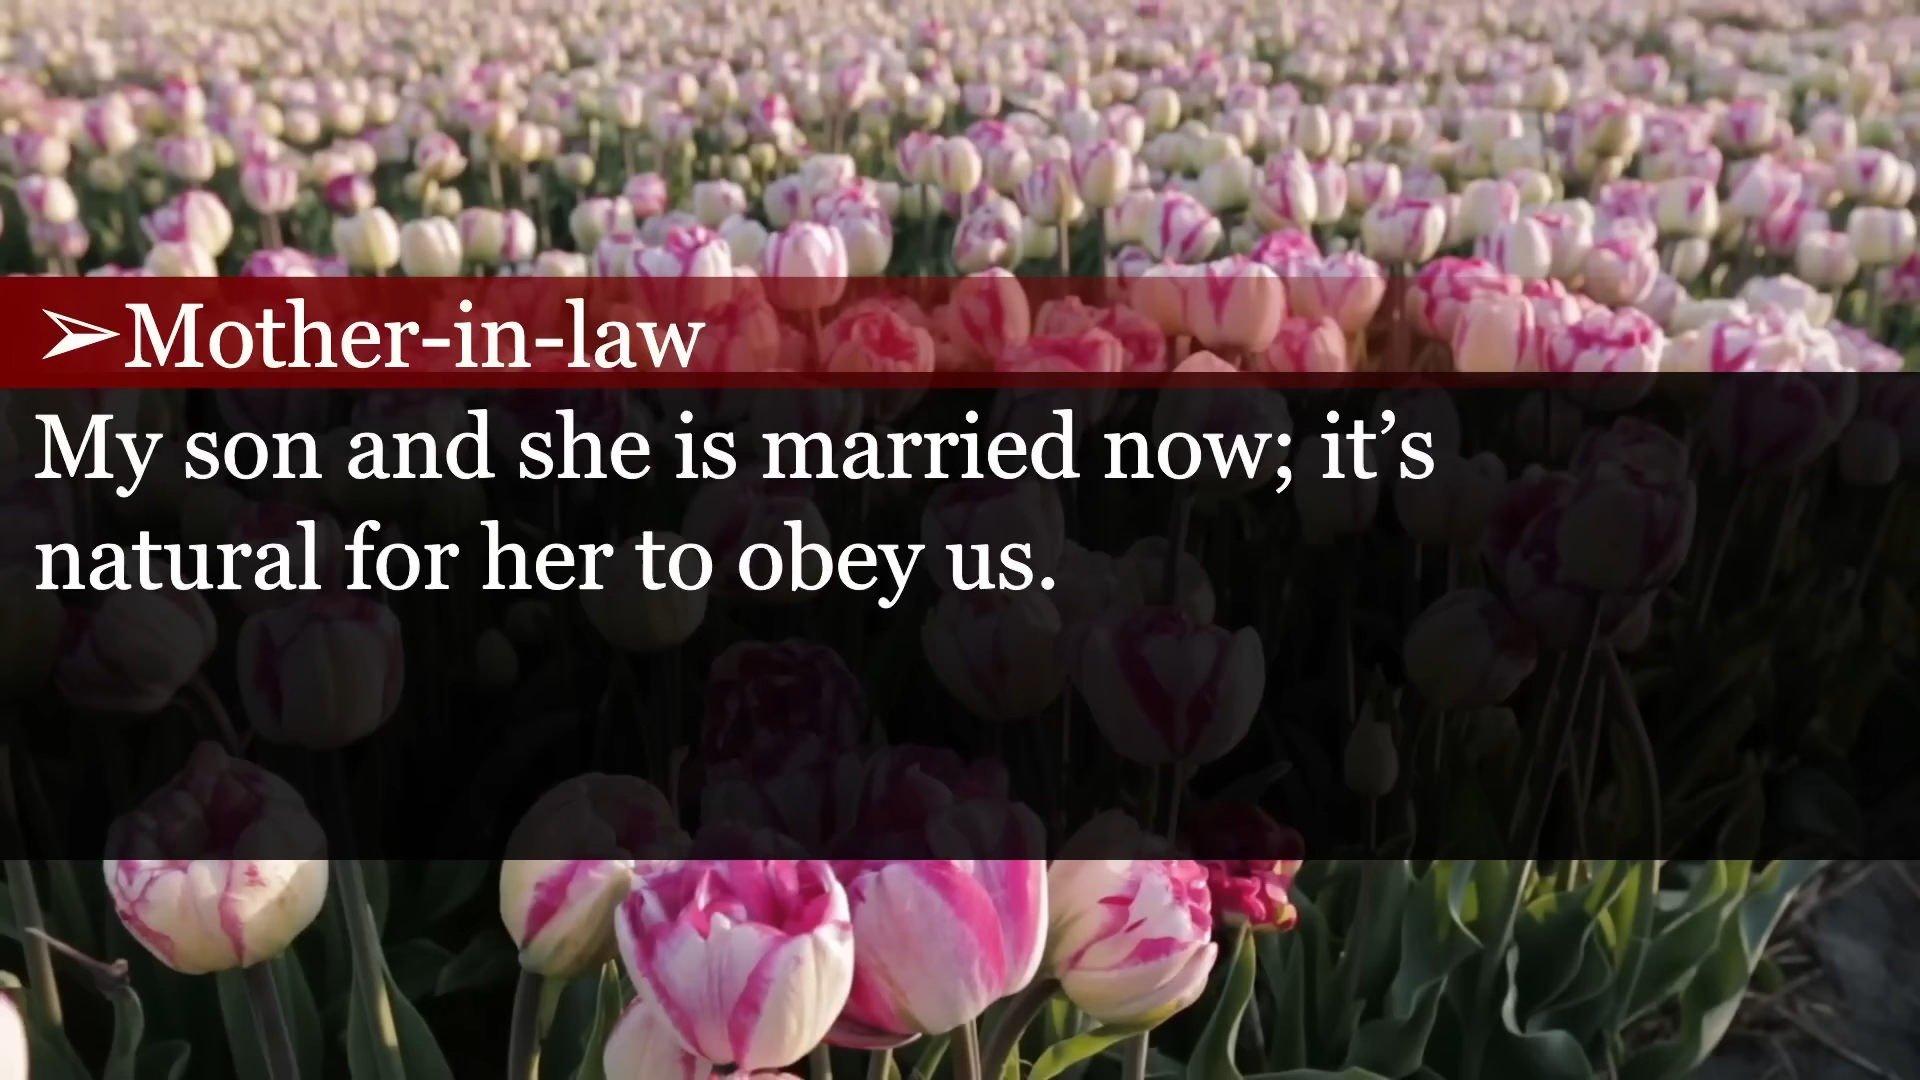 ➢Mother-in-law
My son and she is married now; it’s
natural for her to obey us.